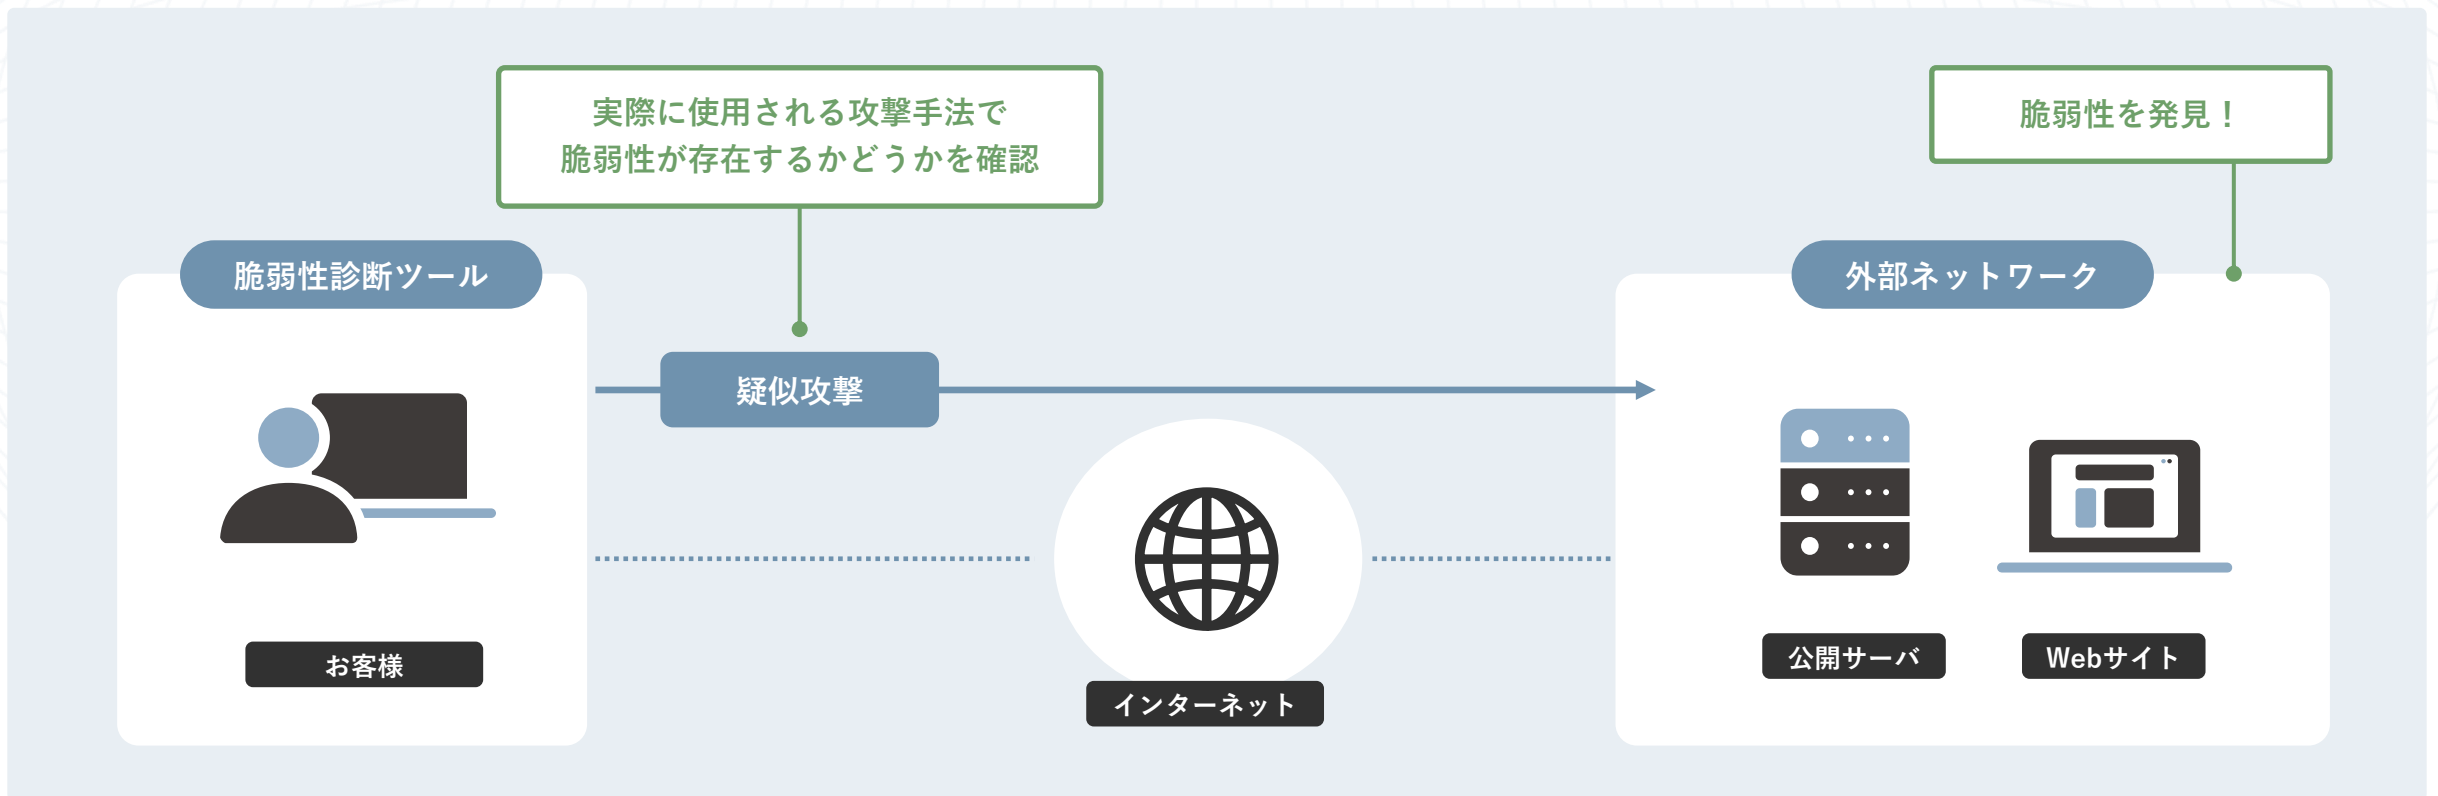 実際に使用される攻撃手法で
脆弱性が存在するかどうかを確認
脆弱性を発見！
脆弱性診断ツール
外部ネットワーク
疑似攻撃
お客様
インターネット
公開サーバ
Webサイト